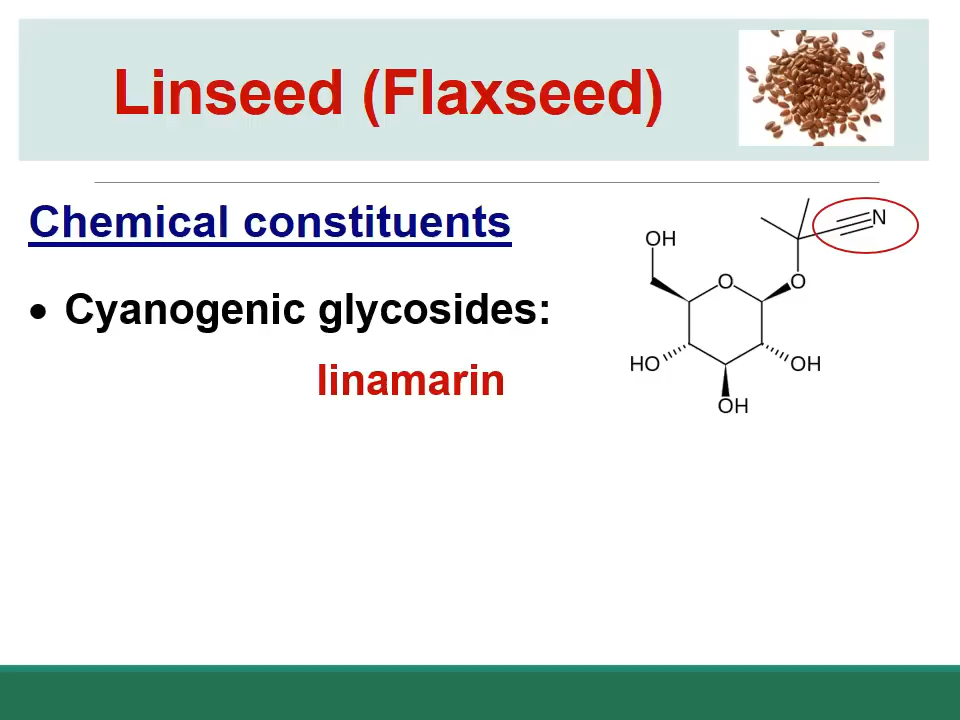 Linseed (Flaxseed)
Chemical constituents
• Cyanogenic glycosides:
linamarin
N
OH
O
O
HO
OH
OH